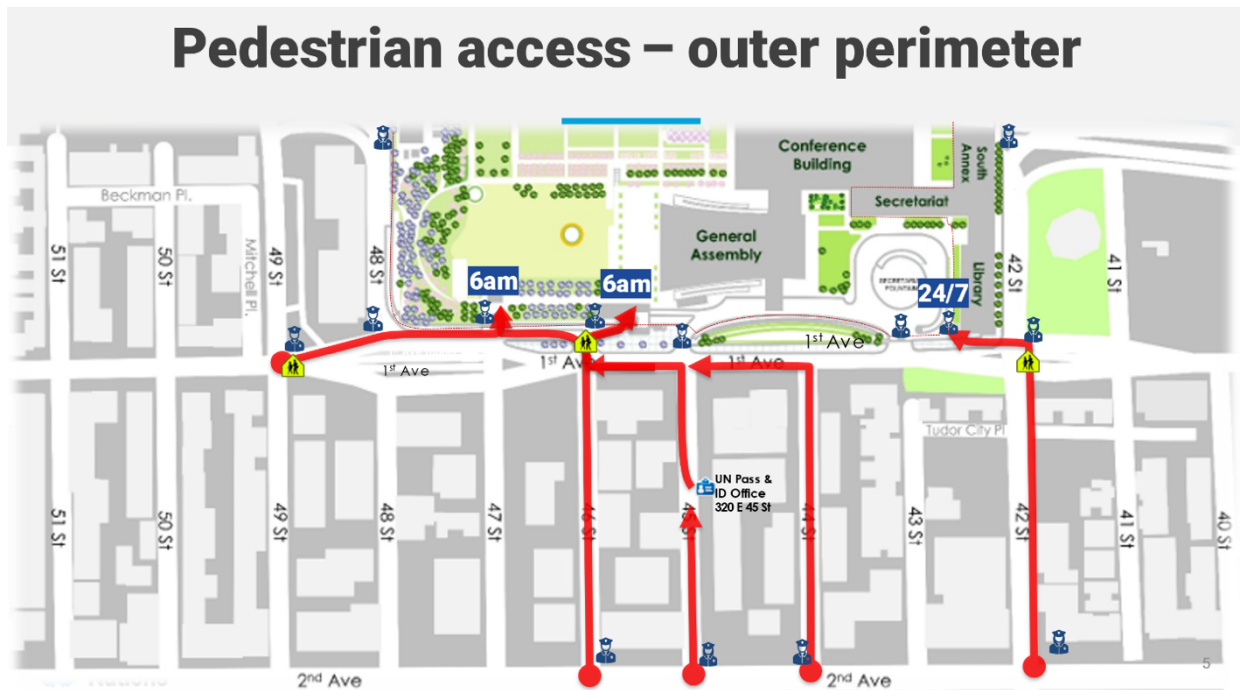 Pedestrian access – outer perimeter
Conference
Building
South
Annex
Beckman Pl.
Secretariat
General
Assembly
51 St
50 St
Mitchell Pl.
49 St
48 St
6am
6am
24/7
Library
42 St
41 St
1st Ave
1st Ave
1st Ave
1st Ave
Tudor City Pl
UN Pass &
ID Office
320 E 45 St
51 St
50 St
49 St
48 St
47 St
46 St
45 St
44 St
43 St
42 St
41 St
40 St
2nd Ave
2nd Ave
5